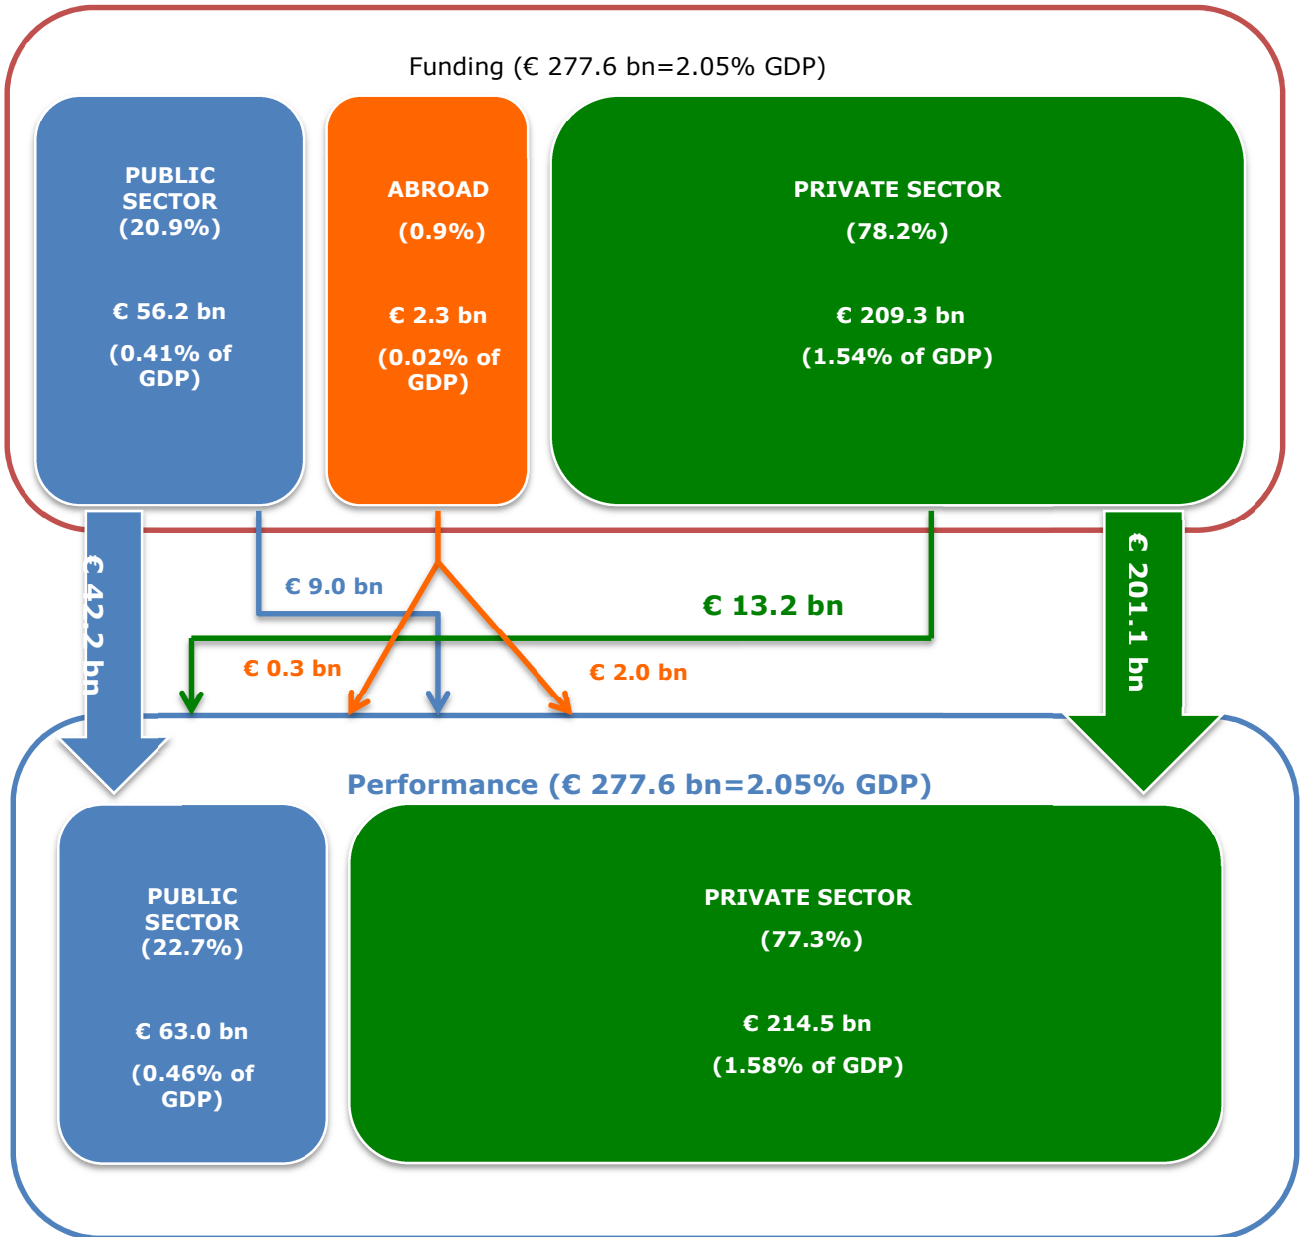 Funding (€ 277.6 bn=2.05% GDP)
PUBLIC
SECTOR
(20.9%)
€ 56.2 bn
(0.41% of
GDP)
ABROAD
(0.9%)
€ 2.3 bn
(0.02% of
GDP)
PRIVATE SECTOR
(78.2%)
€ 209.3 bn
(1.54% of GDP)
€ 42.2 bn
€ 9.0 bn
€ 13.2 bn
€ 0.3 bn
€ 2.0 bn
€ 201.1 bn
Performance (€ 277.6 bn=2.05% GDP)
PUBLIC
SECTOR
(22.7%)
€ 63.0 bn
(0.46% of
GDP)
PRIVATE SECTOR
(77.3%)
€ 214.5 bn
(1.58% of GDP)